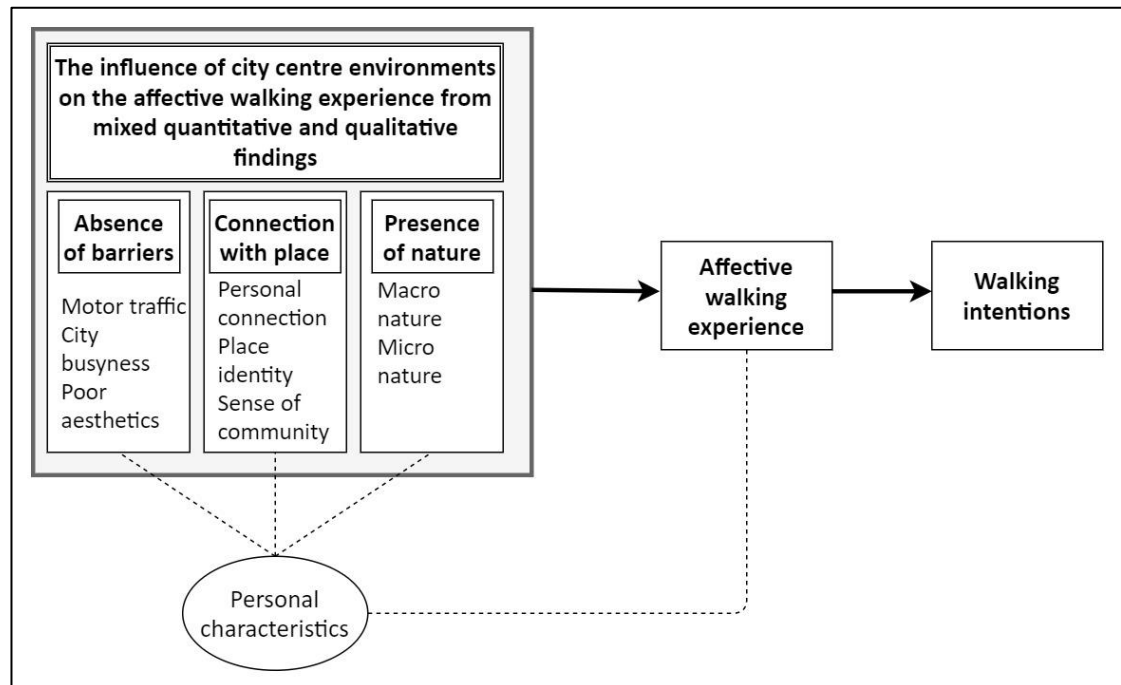 The influence of city centre environments
on the affective walking experience from
mixed quantitative and qualitative
findings
Absence
of barriers
Motor traffic
City
busyness
Poor
aesthetics
Connection
with place
Personal
connection
Place
identity
Sense of
community
Presence
of nature
Macro
nature
Micro
nature
Affective
walking
experience
Walking
intentions
Personal
characteristics